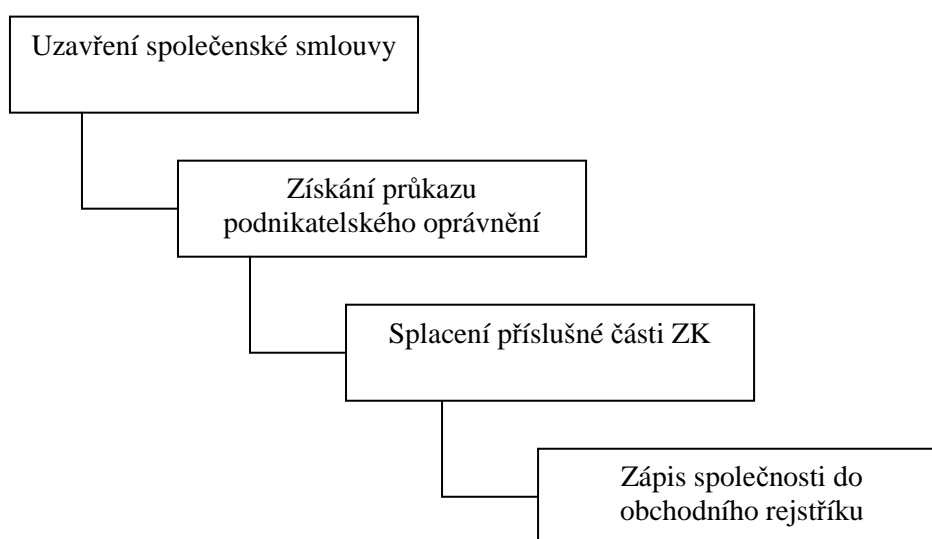 Uzavření společenské smlouvy
Získání průkazu
podnikatelského oprávnění
Splacení příslušné části ZK
Zápis společnosti do
obchodního rejstříku